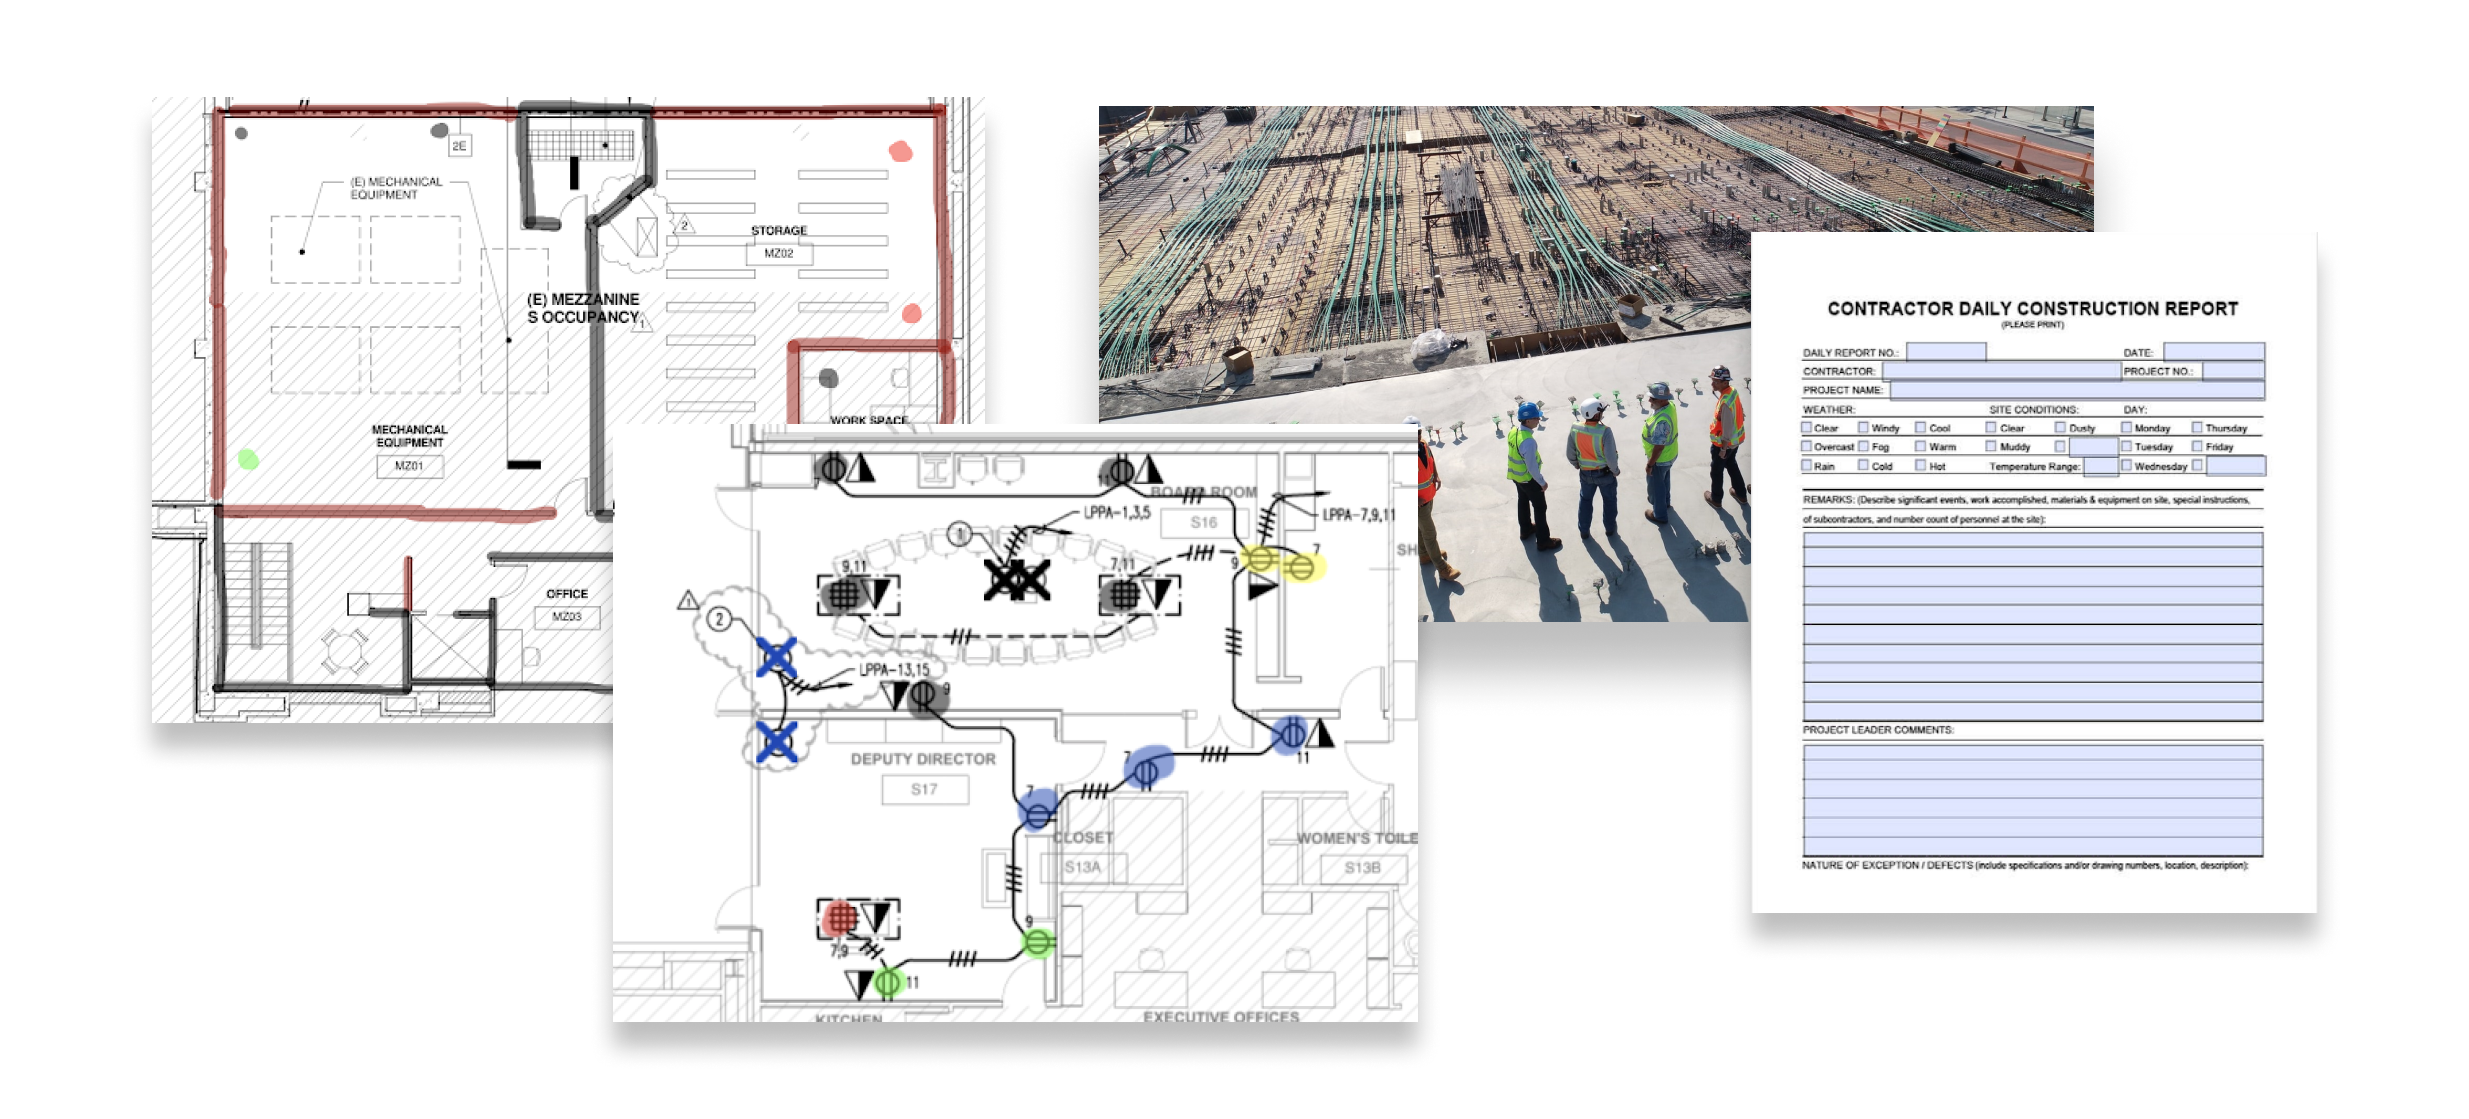 2E
(E) MECHANICAL
EQUIPMENT
2
STORAGE
MZ02
(E) MEZZANINE
S OCCUPANCY
1
WORK SPACE
MECHANICAL
EQUIPMENT
MZ01
OFFICE
MZ03
11
BOARD ROOM
S16
LPPA-1,3,5
LPPA-7,9,11
1
9,11
7,11
9
7
SH
1
2
LPPA-13,15
9
DEPUTY DIRECTOR
S17
7
7
11
CLOSET
S13A
WOMEN'S TOILE
S13B
9
7,9
11
KITCHEN
EXECUTIVE OFFICES
CONTRACTOR DAILY CONSTRUCTION REPORT
(PLEASE PRINT)
DAILY REPORT NO.: DATE:
CONTRACTOR: PROJECT NO.:
PROJECT NAME:
WEATHER: SITE CONDITIONS: DAY:
Clear Windy Cool Clear Dusty Monday Thursday
Overcast Fog Warm Muddy Tuesday Friday
Rain Cold Hot Temperature Range: Wednesday
REMARKS: (Describe significant events, work accomplished, materials & equipment on site, special instructions,
of subcontractors, and number count of personnel at the site):
PROJECT LEADER COMMENTS:
NATURE OF EXCEPTION / DEFECTS (include specifications and/or drawing numbers, location, description):